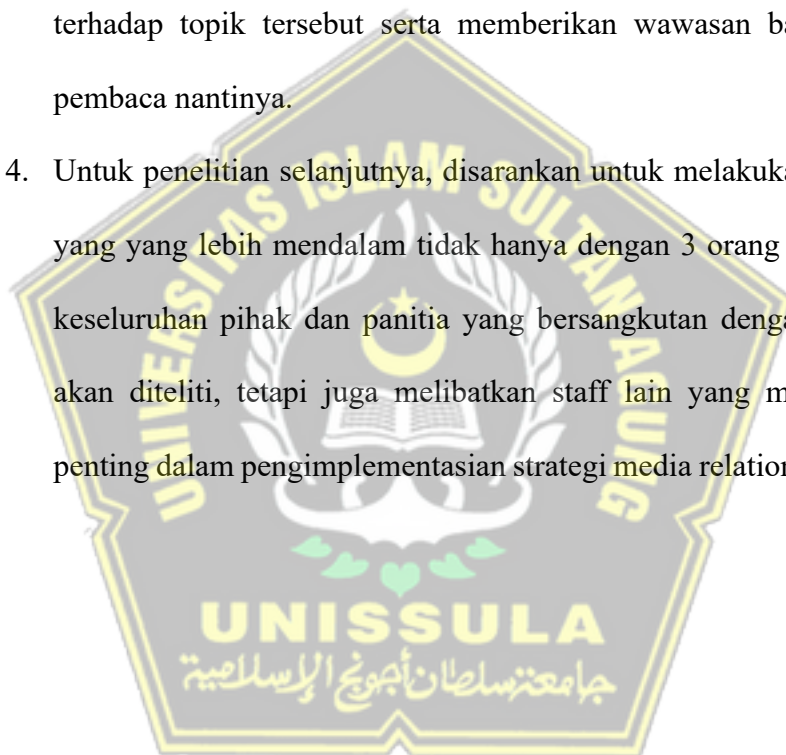 terhadap topik tersebut serta memberikan wawasan ba
pembaca nantinya.
4. Untuk penelitian selanjutnya, disarankan untuk melakuka
yang yang lebih mendalam tidak hanya dengan 3 orang
keseluruhan pihak dan panitia yang bersangkutan denga
akan diteliti, tetapi juga melibatkan staff lain yang m
penting dalam pengimplementasian strategi media relation
UNIVERSITAS ISLAM SULTAN AGUNG
UNISSULA
جامعة سلطان أجونج الإسلامية